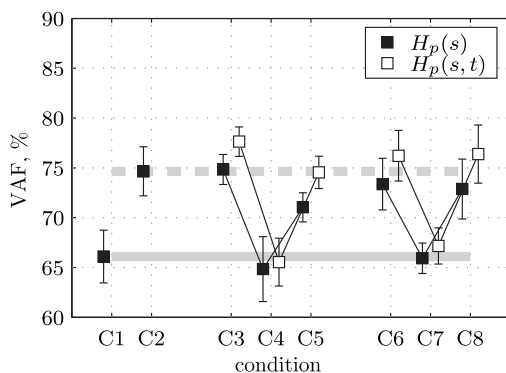 90
85
80
75
70
65
60
VAF, %
H_p(s)
H_p(s, t)
C1 C2 C3 C4 C5 C6 C7 C8
condition